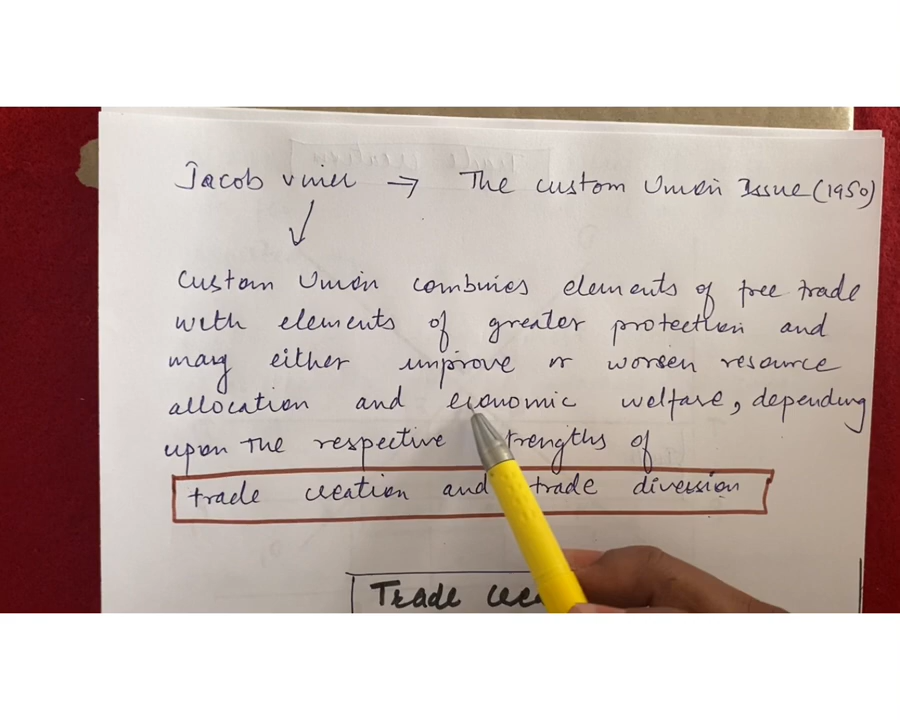 Jacob viner → The custom Union Issue (1950)
custom Union combines elements of free trade
with elements of greater protection and
may either improve or worsen resource
allocation and economic welfare, depending
upon The respective strengths of
trade creation and trade diversion
Trade